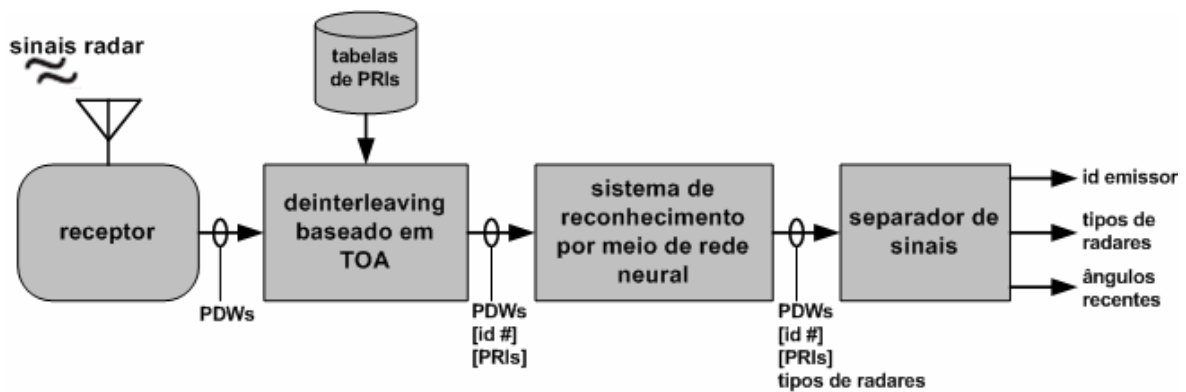 sinais radar
tabelas
de PRIs
receptor
PDWs
deinterleaving
baseado em
TOA
PDWs
[id #]
[PRIs]
sistema de
reconhecimento
por meio de rede
neural
PDWs
[id #]
[PRIs]
tipos de radares
separador de
sinais
id emissor
tipos de
radares
ângulos
recentes